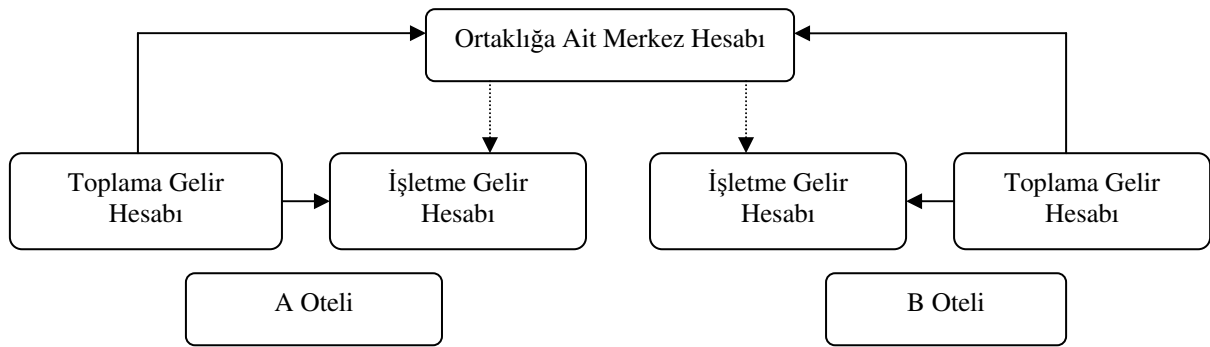 Ortaklığa Ait Merkez Hesabı
Toplama Gelir
Hesabı
İşletme Gelir
Hesabı
İşletme Gelir
Hesabı
Toplama Gelir
Hesabı
A Oteli
B Oteli